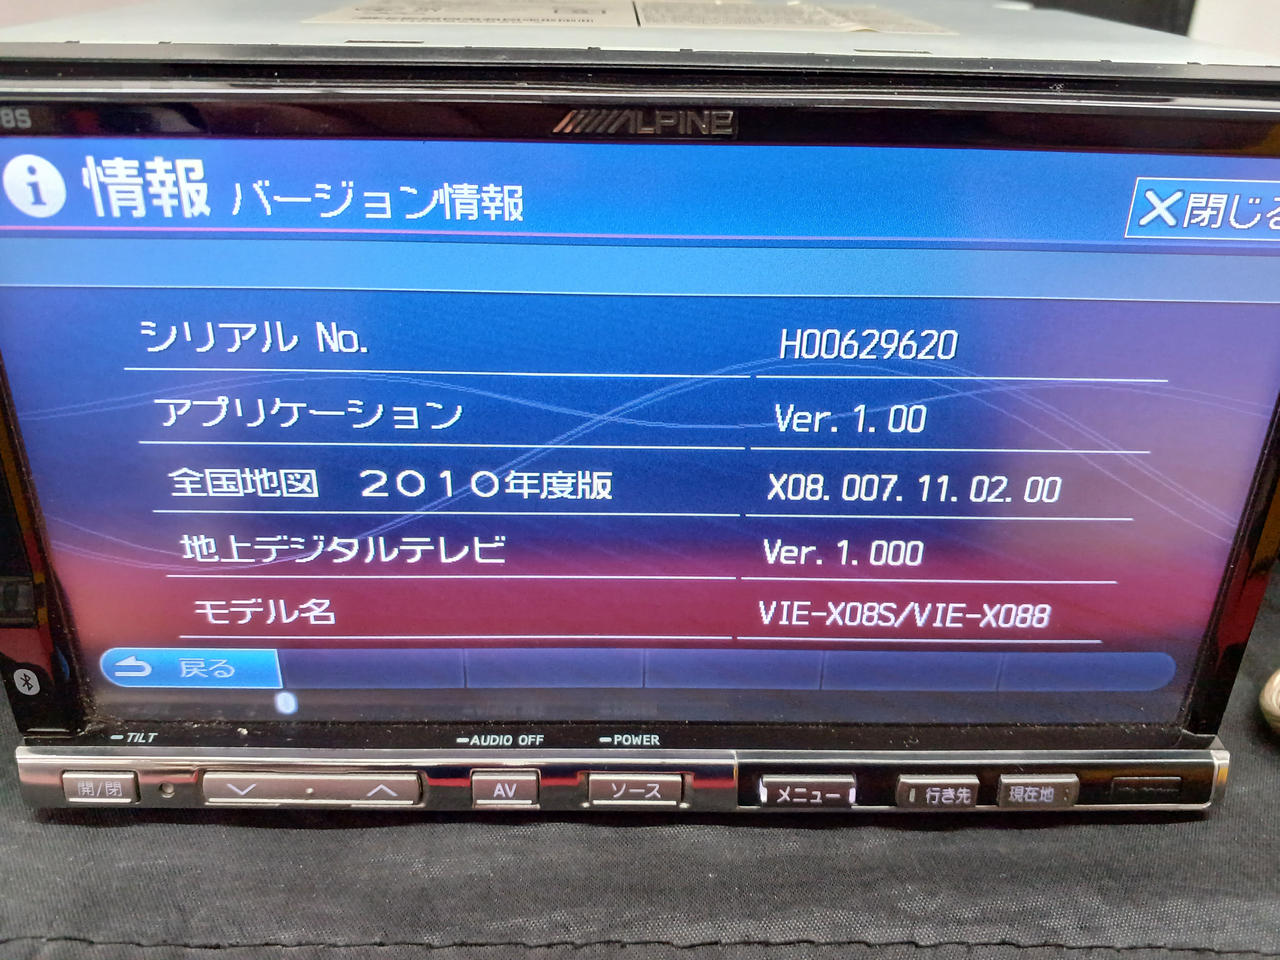 8S
ALPINE
情報 バージョン情報
閉じる
シリアル No. H00629620
アプリケーション Ver. 1. 00
全国地図 2010年度版 X08. 007. 11. 02. 00
地上デジタルテレビ Ver. 1. 000
モデル名 VIE-X08S/VIE-X088
戻る
TILT AUDIO OFF POWER
開/閉 AV ソース メニュー 行き先 現在地